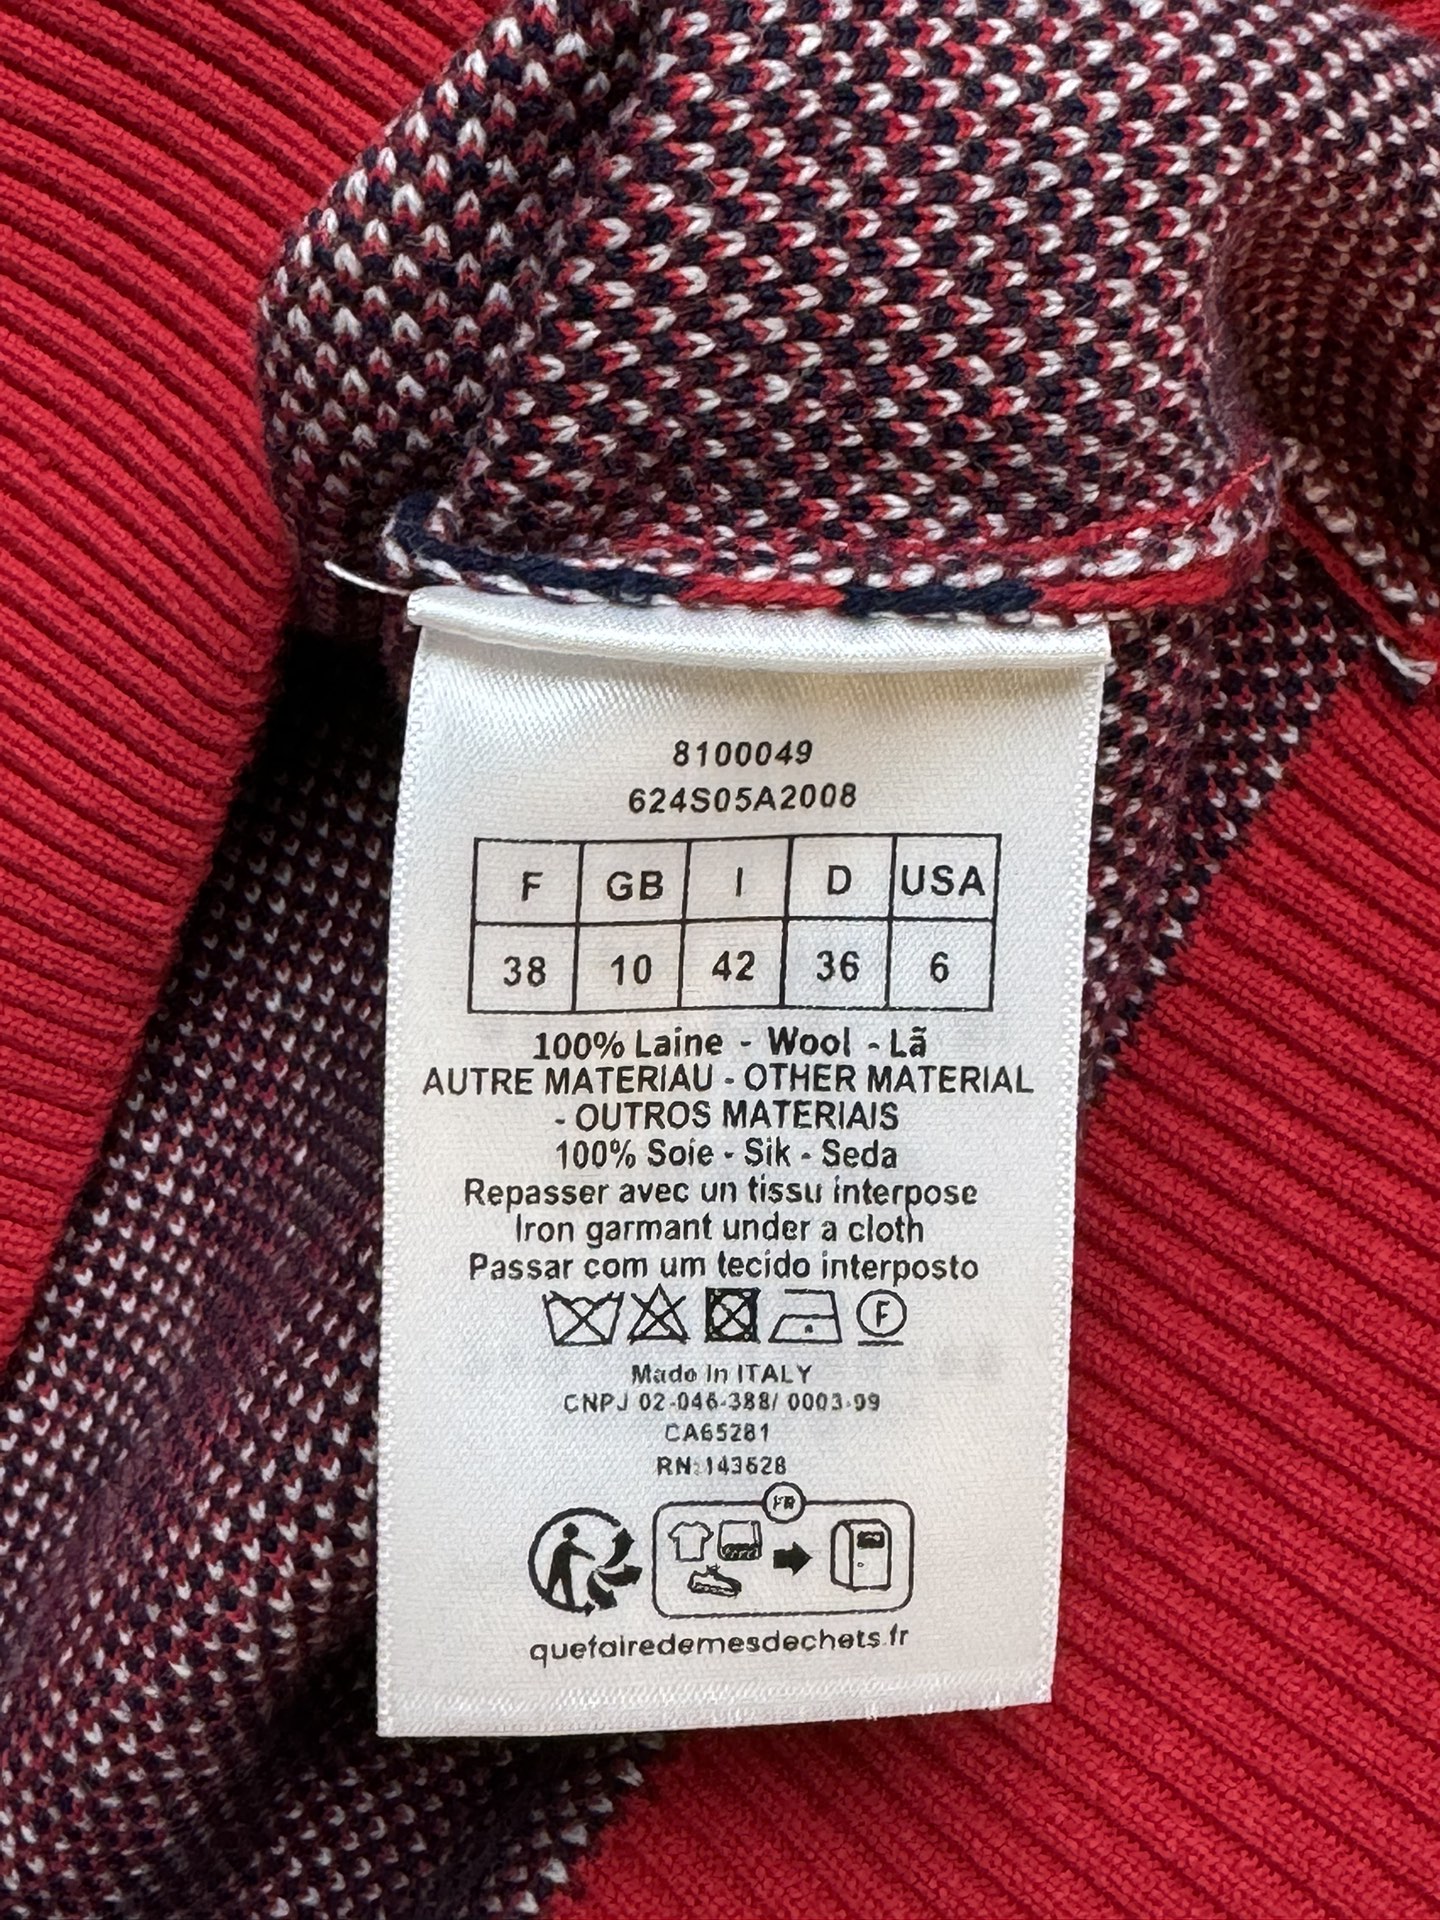 8100049
624S05A2008
F GB I D USA
38 10 42 36 6
100% Laine - Wool - Lã
AUTRE MATERIAU - OTHER MATERIAL
- OUTROS MATERIAIS
100% Soie - Sik - Seda
Repasser avec un tissu interpose
Iron garmant under a cloth
Passar com um tecido interposto
F
Made In ITALY
CNPJ 02-046-388/ 0003-99
CA65281
RN:143628
FR
quefairedemesdechets.fr